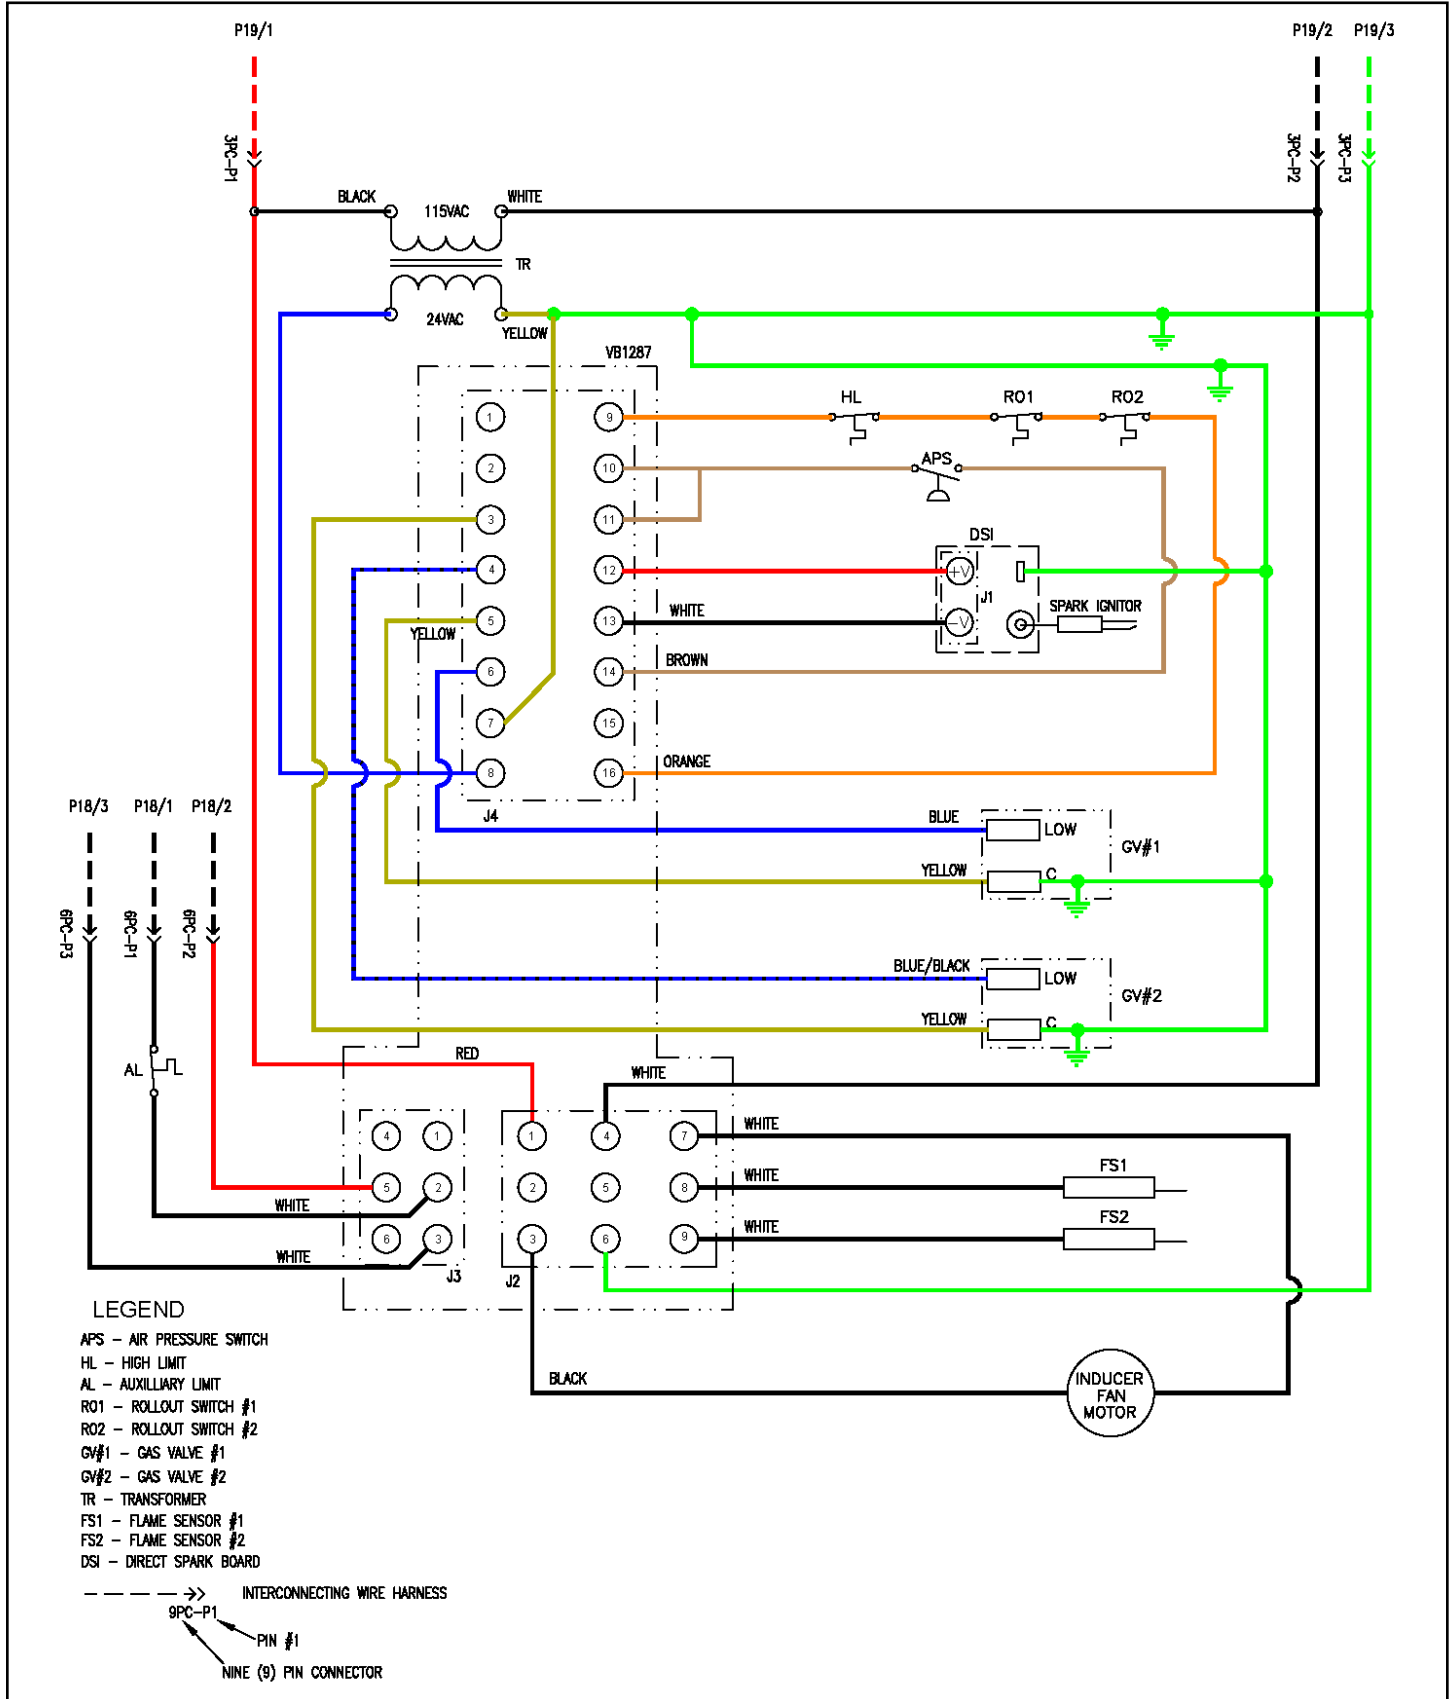 P19/1
P19/2 P19/3
3PC-P1
3PC-P2
3PC-P3
BLACK 115VAC WHITE
TR
24VAC
YELLOW
VB1287
HL RO1 RO2
1 9
APS
2 10
3 11
DSI
4 12 +V
J1
WHITE SPARK IGNITOR
YELLOW 5 13 -V
BROWN
6 14
7 15
ORANGE
8 16
P18/3 P18/1 P18/2
J4
BLUE LOW
GV#1
YELLOW C
6PC-P3
6PC-P1
6PC-P2
BLUE/BLACK LOW
GV#2
YELLOW C
RED
AL
WHITE
WHITE
4 1 1 4 7
WHITE FS1
5 2 2 5 8
WHITE
WHITE FS2
6 3 3 6 9
WHITE
J3 J2
LEGEND
APS - AIR PRESSURE SWITCH
HL - HIGH LIMIT
AL - AUXILLIARY LIMIT
RO1 - ROLLOUT SWITCH #1
RO2 - ROLLOUT SWITCH #2
GV#1 - GAS VALVE #1
GV#2 - GAS VALVE #2
TR - TRANSFORMER
FS1 - FLAME SENSOR #1
FS2 - FLAME SENSOR #2
DSI - DIRECT SPARK BOARD
BLACK
INDUCER
FAN
MOTOR
INTERCONNECTING WIRE HARNESS
9PC-P1
PIN #1
NINE (9) PIN CONNECTOR